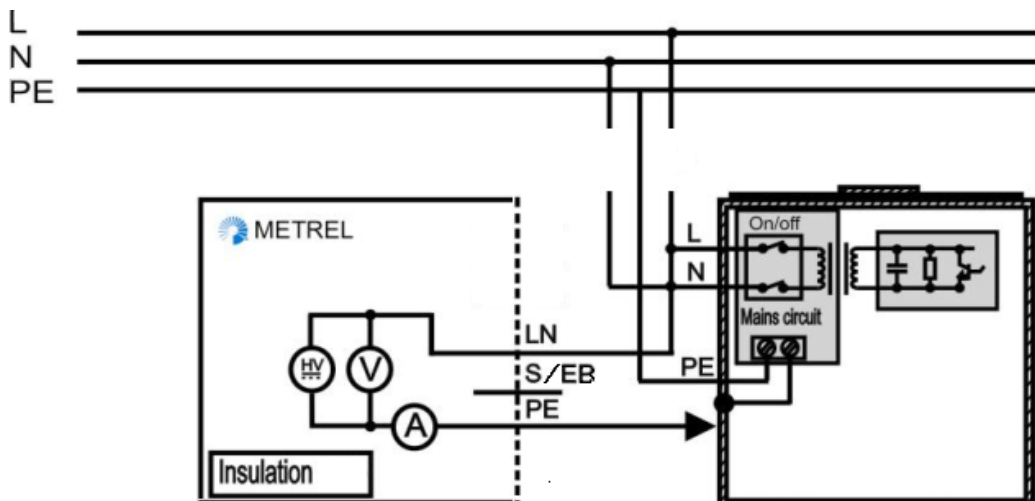 L
N
PE
METREL
On/off
L
N
Mains circuit
LN
HV
V
S/EB
PE
PE
A
Insulation